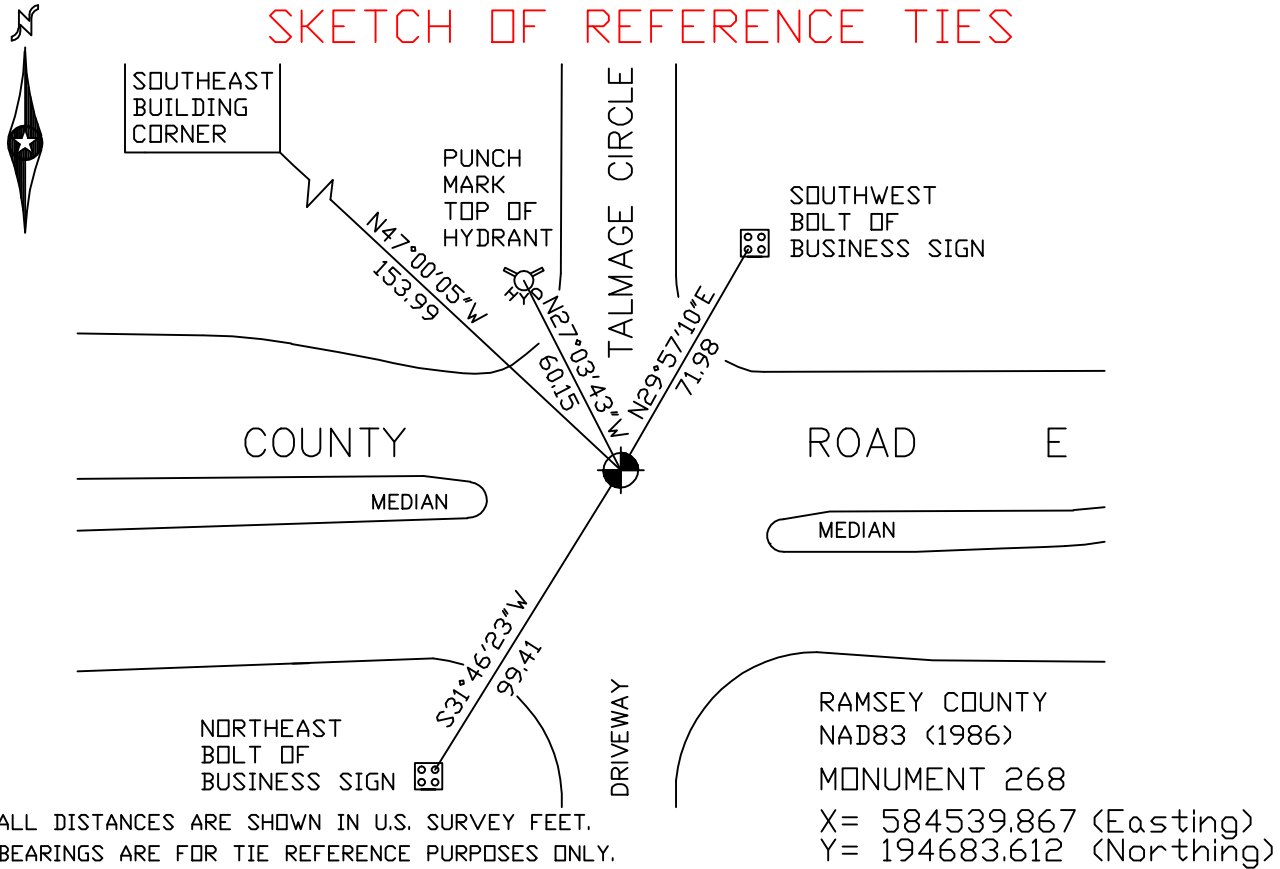 N
SKETCH OF REFERENCE TIES
SOUTHEAST
BUILDING
CORNER
PUNCH
MARK
TOP OF
HYDRANT
TALMAGE CIRCLE
SOUTHWEST
BOLT OF
BUSINESS SIGN
N47°00'05"W
153.99
HYD
N27°03'43"W
60.15
N29°57'10"E
71.98
COUNTY ROAD E
MEDIAN
MEDIAN
S31°46'23"W
99.41
DRIVEWAY
NORTHEAST
BOLT OF
BUSINESS SIGN
RAMSEY COUNTY
NAD83 (1986)
MONUMENT 268
X= 584539.867 (Easting)
Y= 194683.612 (Northing)
ALL DISTANCES ARE SHOWN IN U.S. SURVEY FEET.
BEARINGS ARE FOR TIE REFERENCE PURPOSES ONLY.